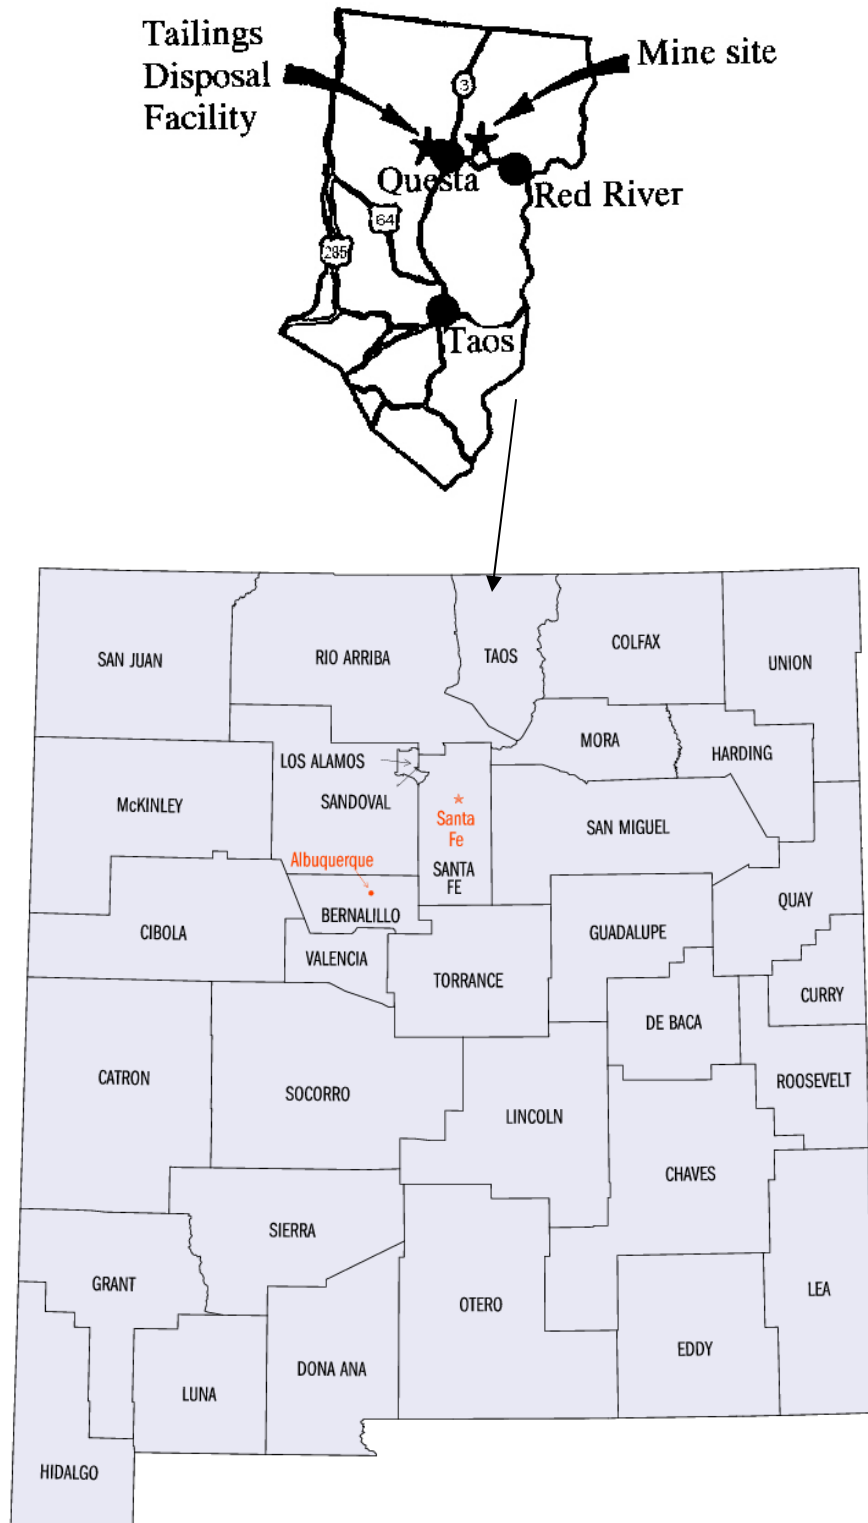 Tailings
Disposal
Facility
Mine site
3
Questa
Red River
64
285
Taos
SAN JUAN
RIO ARRIBA
TAOS
COLFAX
UNION
MORA
HARDING
LOS ALAMOS
McKINLEY
SANDOVAL
Santa
Fe
SAN MIGUEL
Albuquerque
SANTA
FE
QUAY
BERNALILLO
CIBOLA
GUADALUPE
VALENCIA
TORRANCE
CURRY
DE BACA
CATRON
SOCORRO
ROOSEVELT
LINCOLN
CHAVES
SIERRA
GRANT
LEA
OTERO
EDDY
DONA ANA
LUNA
HIDALGO